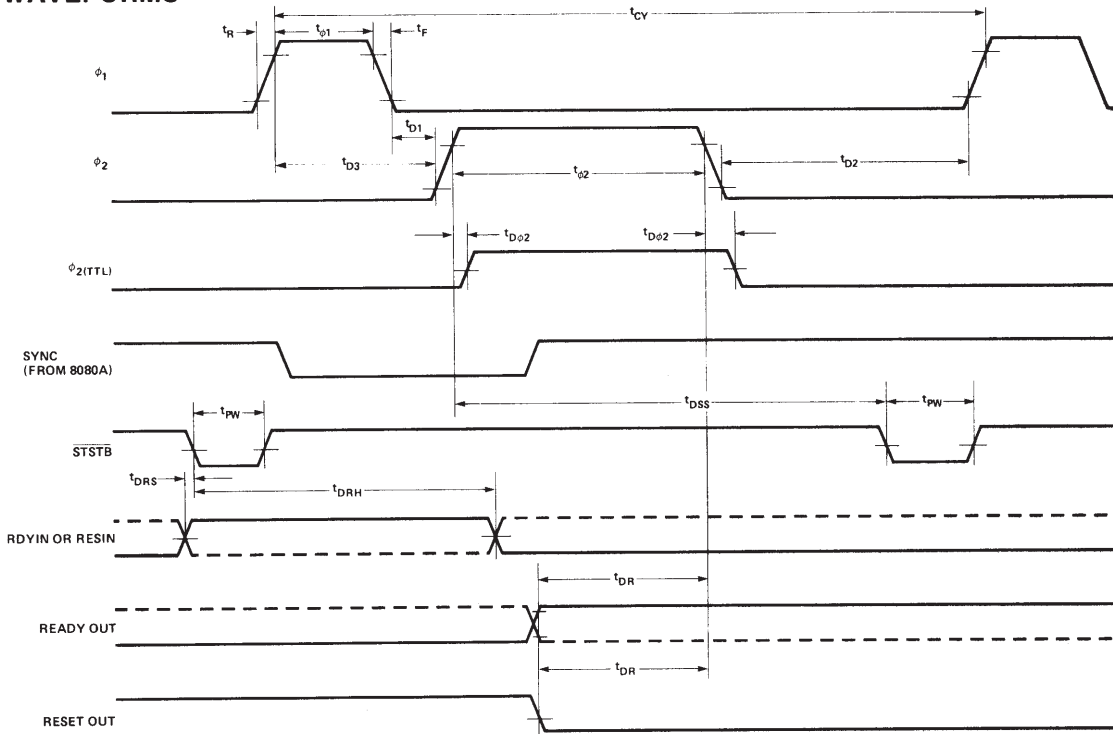 WAVEFORMS
tCY
tR
tϕ1
tF
ϕ1
tD1
ϕ2
tD3
tϕ2
tD2
tDϕ2
tDϕ2
ϕ2(TTL)
SYNC
(FROM 8080A)
tDSS
tPW
tPW
STSTB
tDRS
tDRH
RDYIN OR RESIN
tDR
READY OUT
tDR
RESET OUT